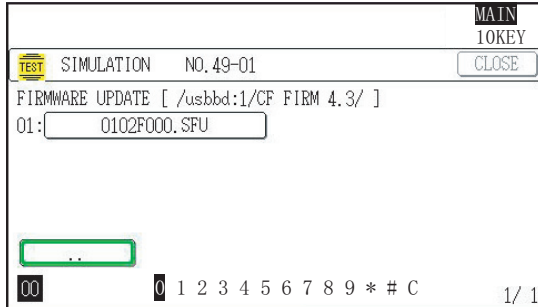 MAIN
10KEY
TEST SIMULATION NO.49-01 CLOSE
FIRMWARE UPDATE [ /usbbd:1/CF FIRM 4.3/ ]
01: 0102F000.SFU
..
00 0 1 2 3 4 5 6 7 8 9 * # C 1/ 1